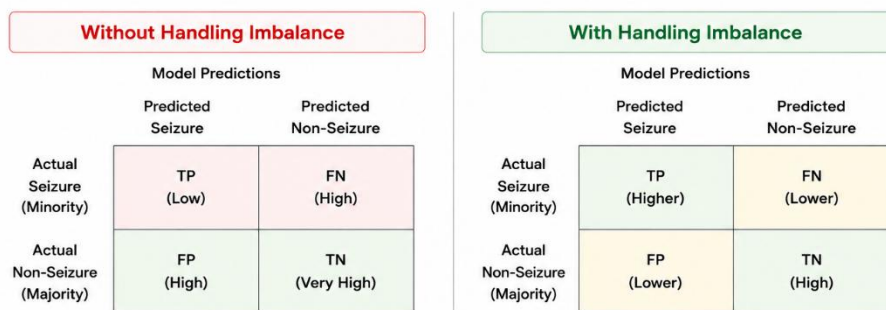 Without Handling Imbalance
Model Predictions
Predicted
Seizure
Predicted
Non-Seizure
Actual
Seizure
(Minority)
TP
(Low)
FN
(High)
Actual
Non-Seizure
(Majority)
FP
(High)
TN
(Very High)
With Handling Imbalance
Model Predictions
Predicted
Seizure
Predicted
Non-Seizure
Actual
Seizure
(Minority)
TP
(Higher)
FN
(Lower)
Actual
Non-Seizure
(Majority)
FP
(Lower)
TN
(High)